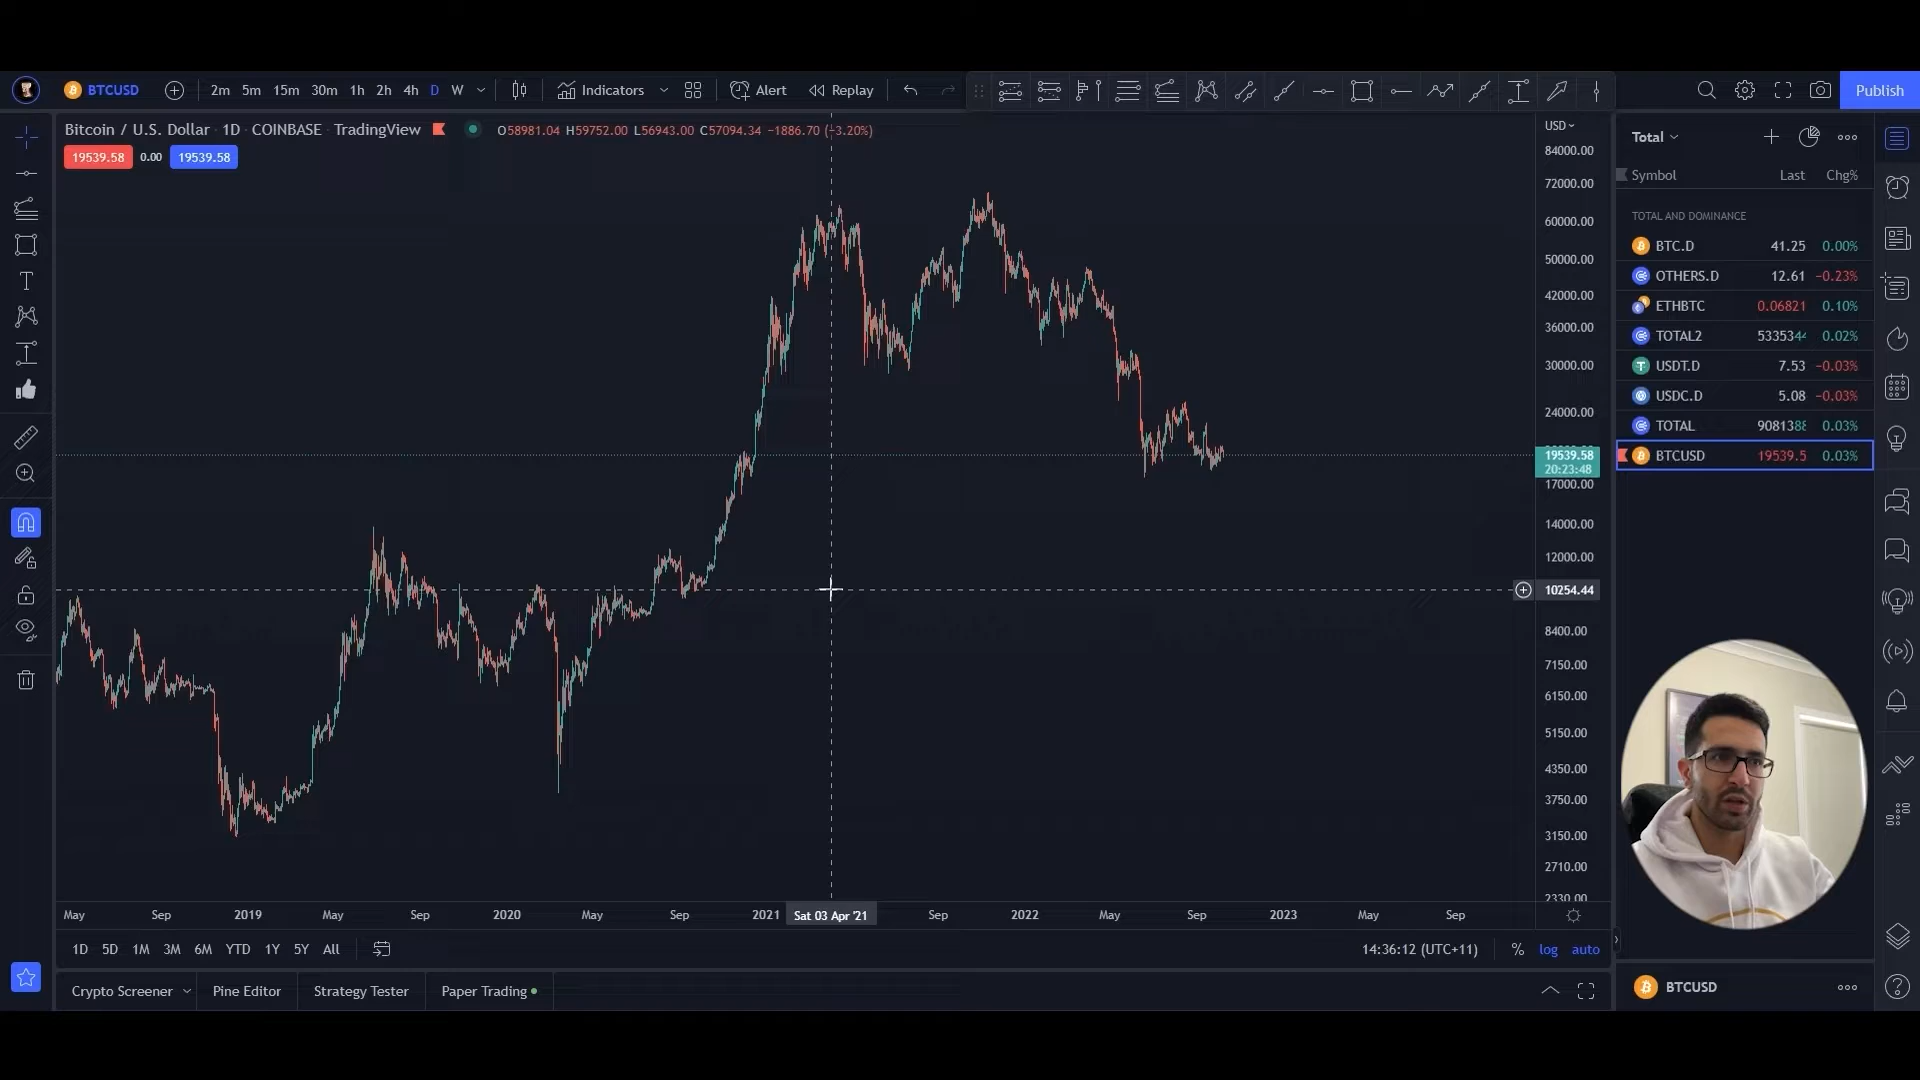 BTCUSD 2m 5m 15m 30m 1h 2h 4h D W Indicators Alert Replay Publish
Bitcoin / U.S. Dollar · 1D · COINBASE · TradingView O58981.04 H59752.00 L56943.00 C57094.34 −1886.70 (−3.20%)
19539.58 0.00 19539.58
USD
84000.00
72000.00
60000.00
50000.00
42000.00
36000.00
30000.00
24000.00
19539.58
20:23:48
17000.00
14000.00
12000.00
10254.44
8400.00
7150.00
6150.00
5150.00
4350.00
3750.00
3150.00
2710.00
2330.00
May Sep 2019 May Sep 2020 May Sep 2021 Sat 03 Apr '21 Sep 2022 May Sep 2023 May Sep
1D 5D 1M 3M 6M YTD 1Y 5Y All 14:36:12 (UTC+11) % log auto
Crypto Screener Pine Editor Strategy Tester Paper Trading
Total
Symbol Last Chg%
TOTAL AND DOMINANCE
BTC.D 41.25 0.00%
OTHERS.D 12.61 −0.23%
ETHBTC 0.06821 0.10%
TOTAL2 5335344 0.02%
USDT.D 7.53 −0.03%
USDC.D 5.08 −0.03%
TOTAL 9081388 0.03%
BTCUSD 19539.5 0.03%
BTCUSD